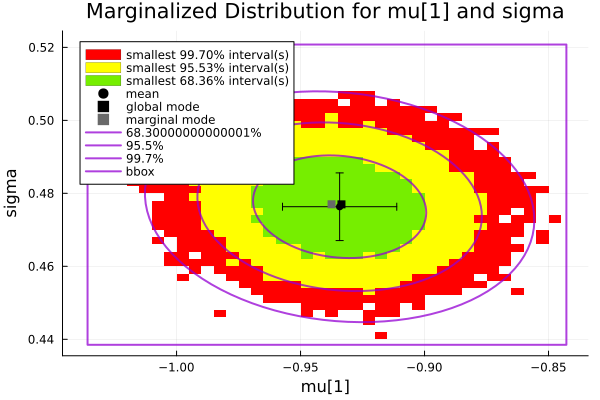 Marginalized Distribution for mu[1] and sigma
smallest 99.70% interval(s)
smallest 95.53% interval(s)
smallest 68.36% interval(s)
mean
global mode
marginal mode
68.30000000000001%
95.5%
99.7%
bbox
sigma
0.52
0.50
0.48
0.46
0.44
−1.00
−0.95
−0.90
−0.85
mu[1]